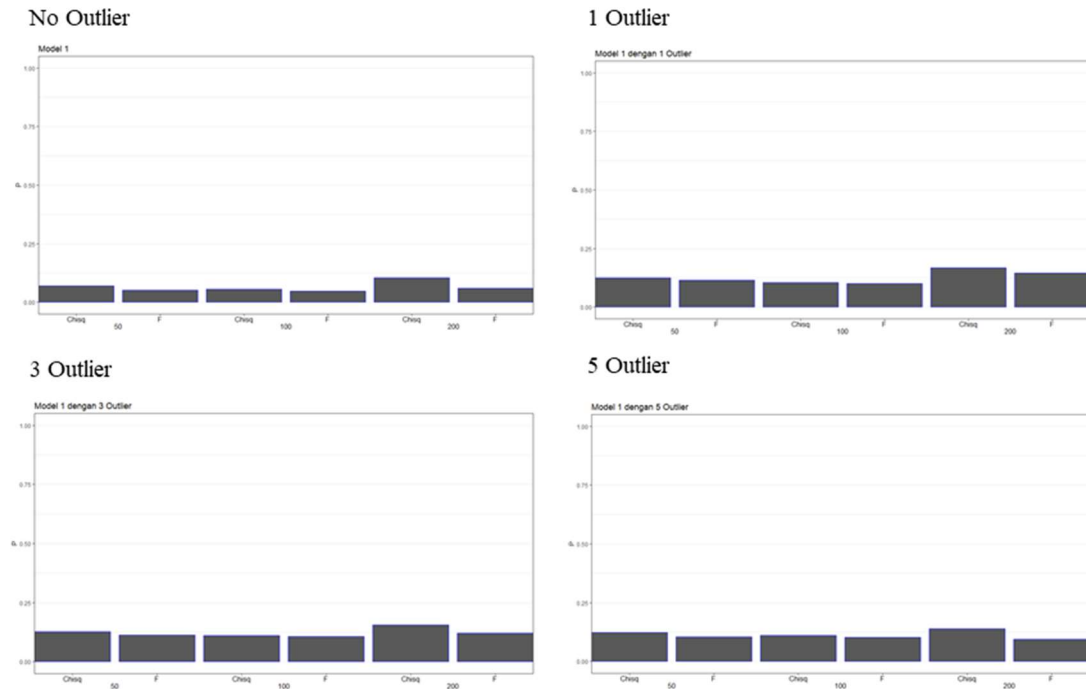 No Outlier
Model 1
1.00
0.75
P 0.50
0.25
0.00
Chisq F Chisq F Chisq F
50 100 200
1 Outlier
Model 1 dengan 1 Outlier
1.00
0.75
P 0.50
0.25
0.00
Chisq F Chisq F Chisq F
50 100 200
3 Outlier
Model 1 dengan 3 Outlier
1.00
0.75
P 0.50
0.25
0.00
Chisq F Chisq F Chisq F
50 100 200
5 Outlier
Model 1 dengan 5 Outlier
1.00
0.75
P 0.50
0.25
0.00
Chisq F Chisq F Chisq F
50 100 200